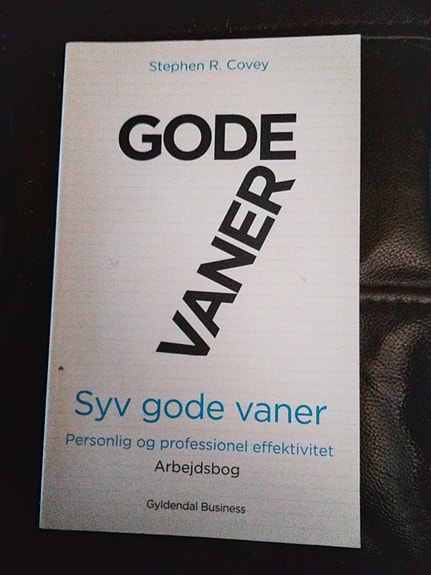 Stephen R. Covey
GODE
VANER
Syv gode vaner
Personlig og professionel effektivitet
Arbejdsbog
Gyldendal Business